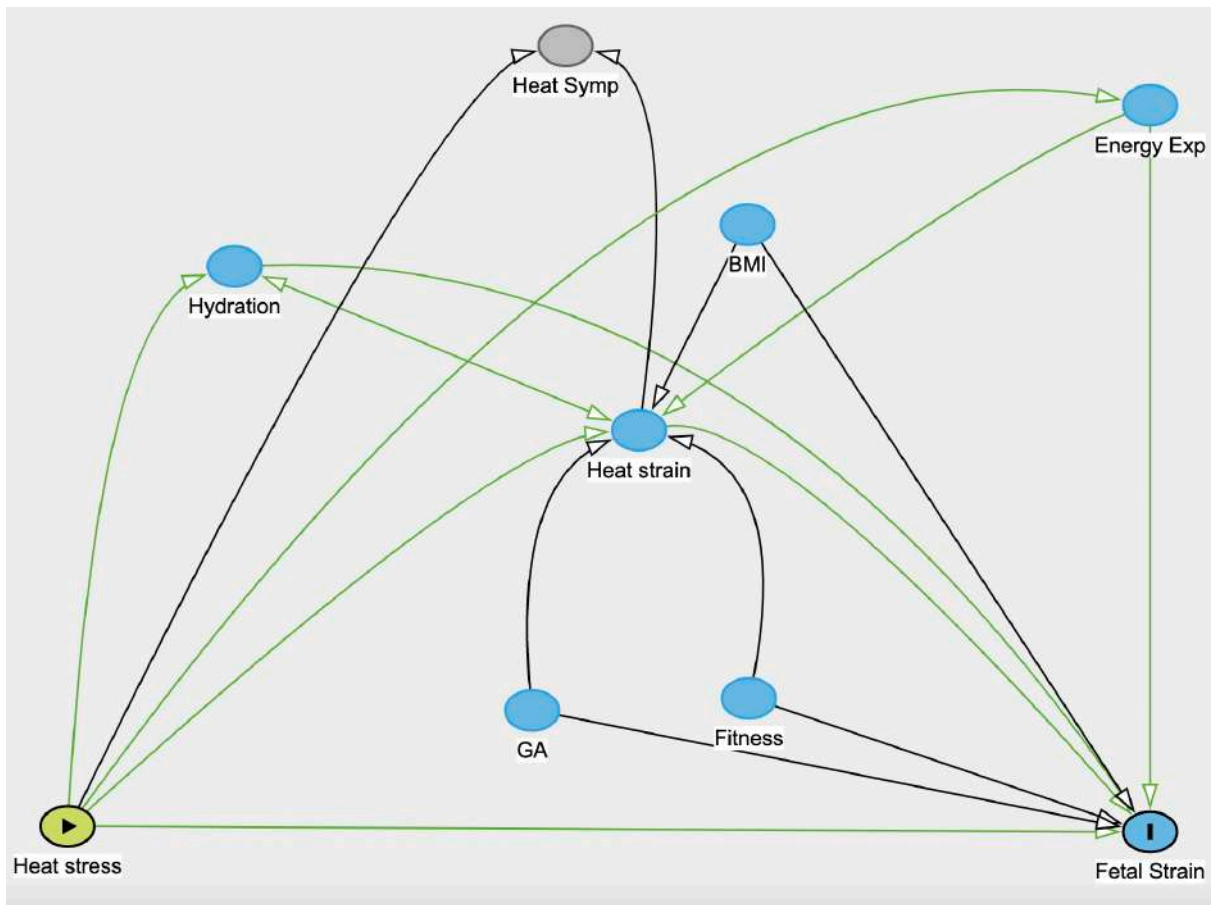 Heat Symp
Energy Exp
BMI
Hydration
Heat strain
GA
Fitness
Heat stress
Fetal Strain